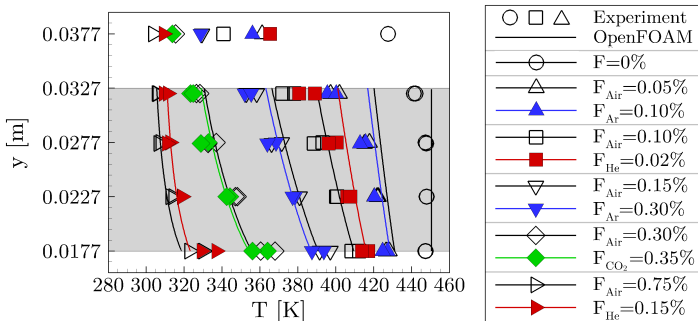 0.0377
0.0327
0.0277
0.0227
0.0177
y [m]
280 300 320 340 360 380 400 420 440 460
T [K]
Experiment
OpenFOAM
F=0%
F_Air=0.05%
F_Ar=0.10%
F_Air=0.10%
F_He=0.02%
F_Air=0.15%
F_Ar=0.30%
F_Air=0.30%
F_CO₂=0.35%
F_Air=0.75%
F_He=0.15%